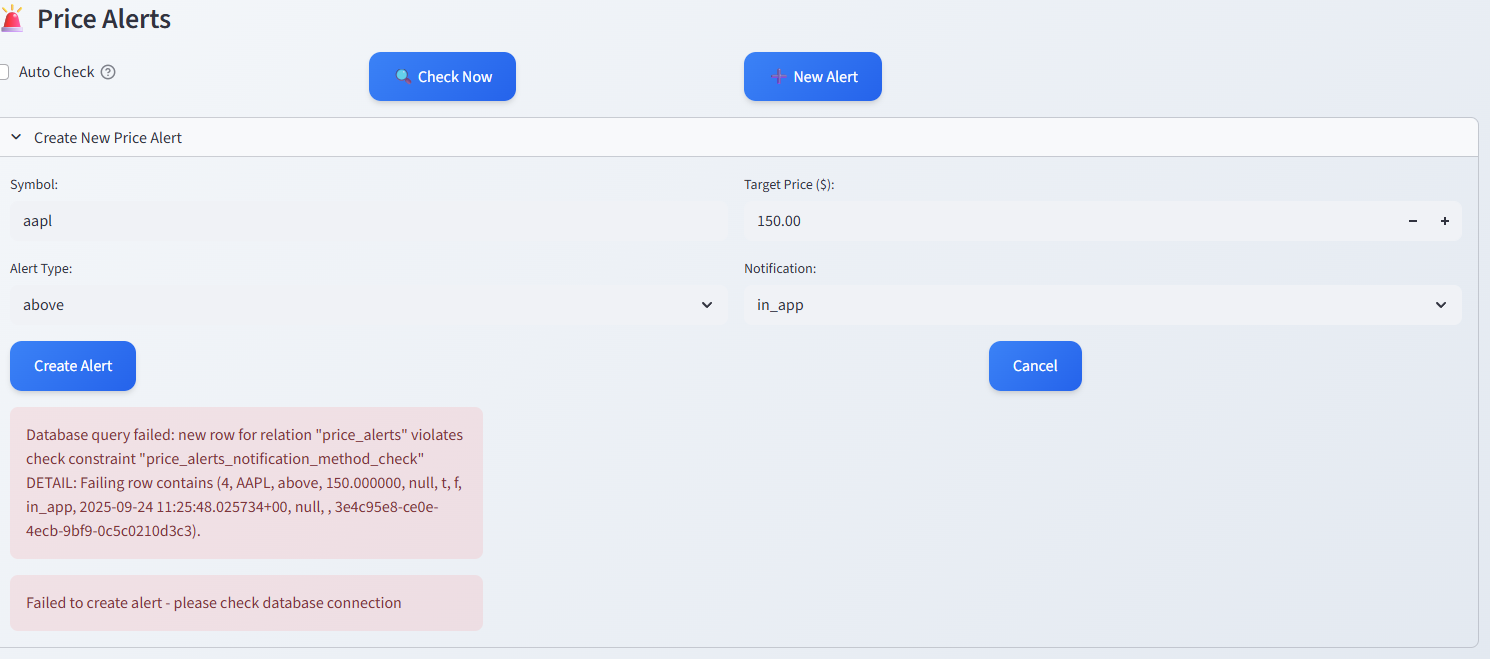 Price Alerts
Auto Check
Check Now
New Alert
Create New Price Alert
Symbol:
Target Price ($):
aapl
150.00
Alert Type:
Notification:
above
in_app
Create Alert
Cancel
Database query failed: new row for relation "price_alerts" violates
check constraint "price_alerts_notification_method_check"
DETAIL: Failing row contains (4, AAPL, above, 150.000000, null, t, f,
in_app, 2025-09-24 11:25:48.025734+00, null, , 3e4c95e8-ce0e-
4ecb-9bf9-0c5c0210d3c3).
Failed to create alert - please check database connection